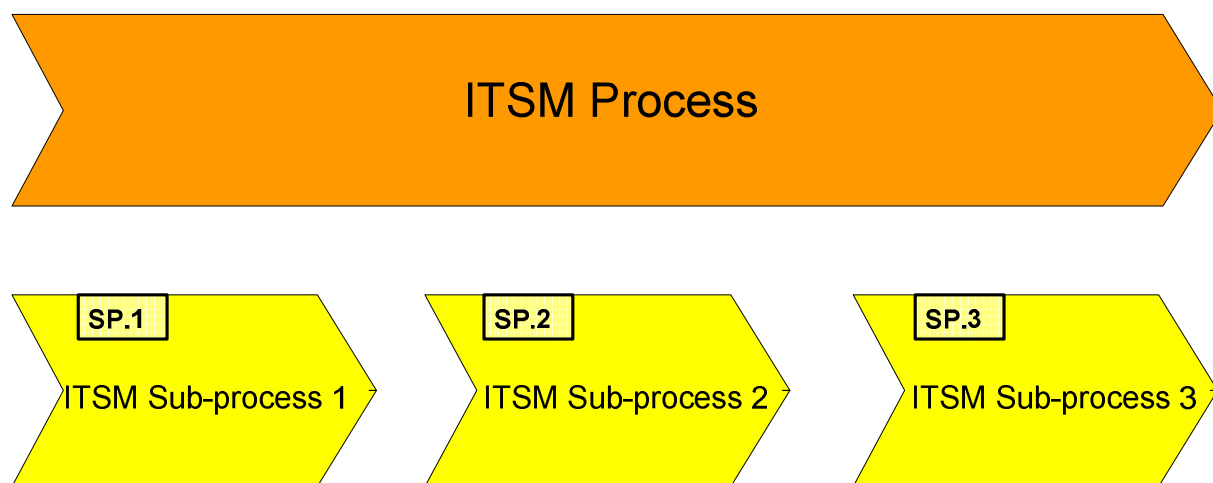 ITSM Process
SP.1
SP.2
SP.3
ITSM Sub-process 1
ITSM Sub-process 2
ITSM Sub-process 3